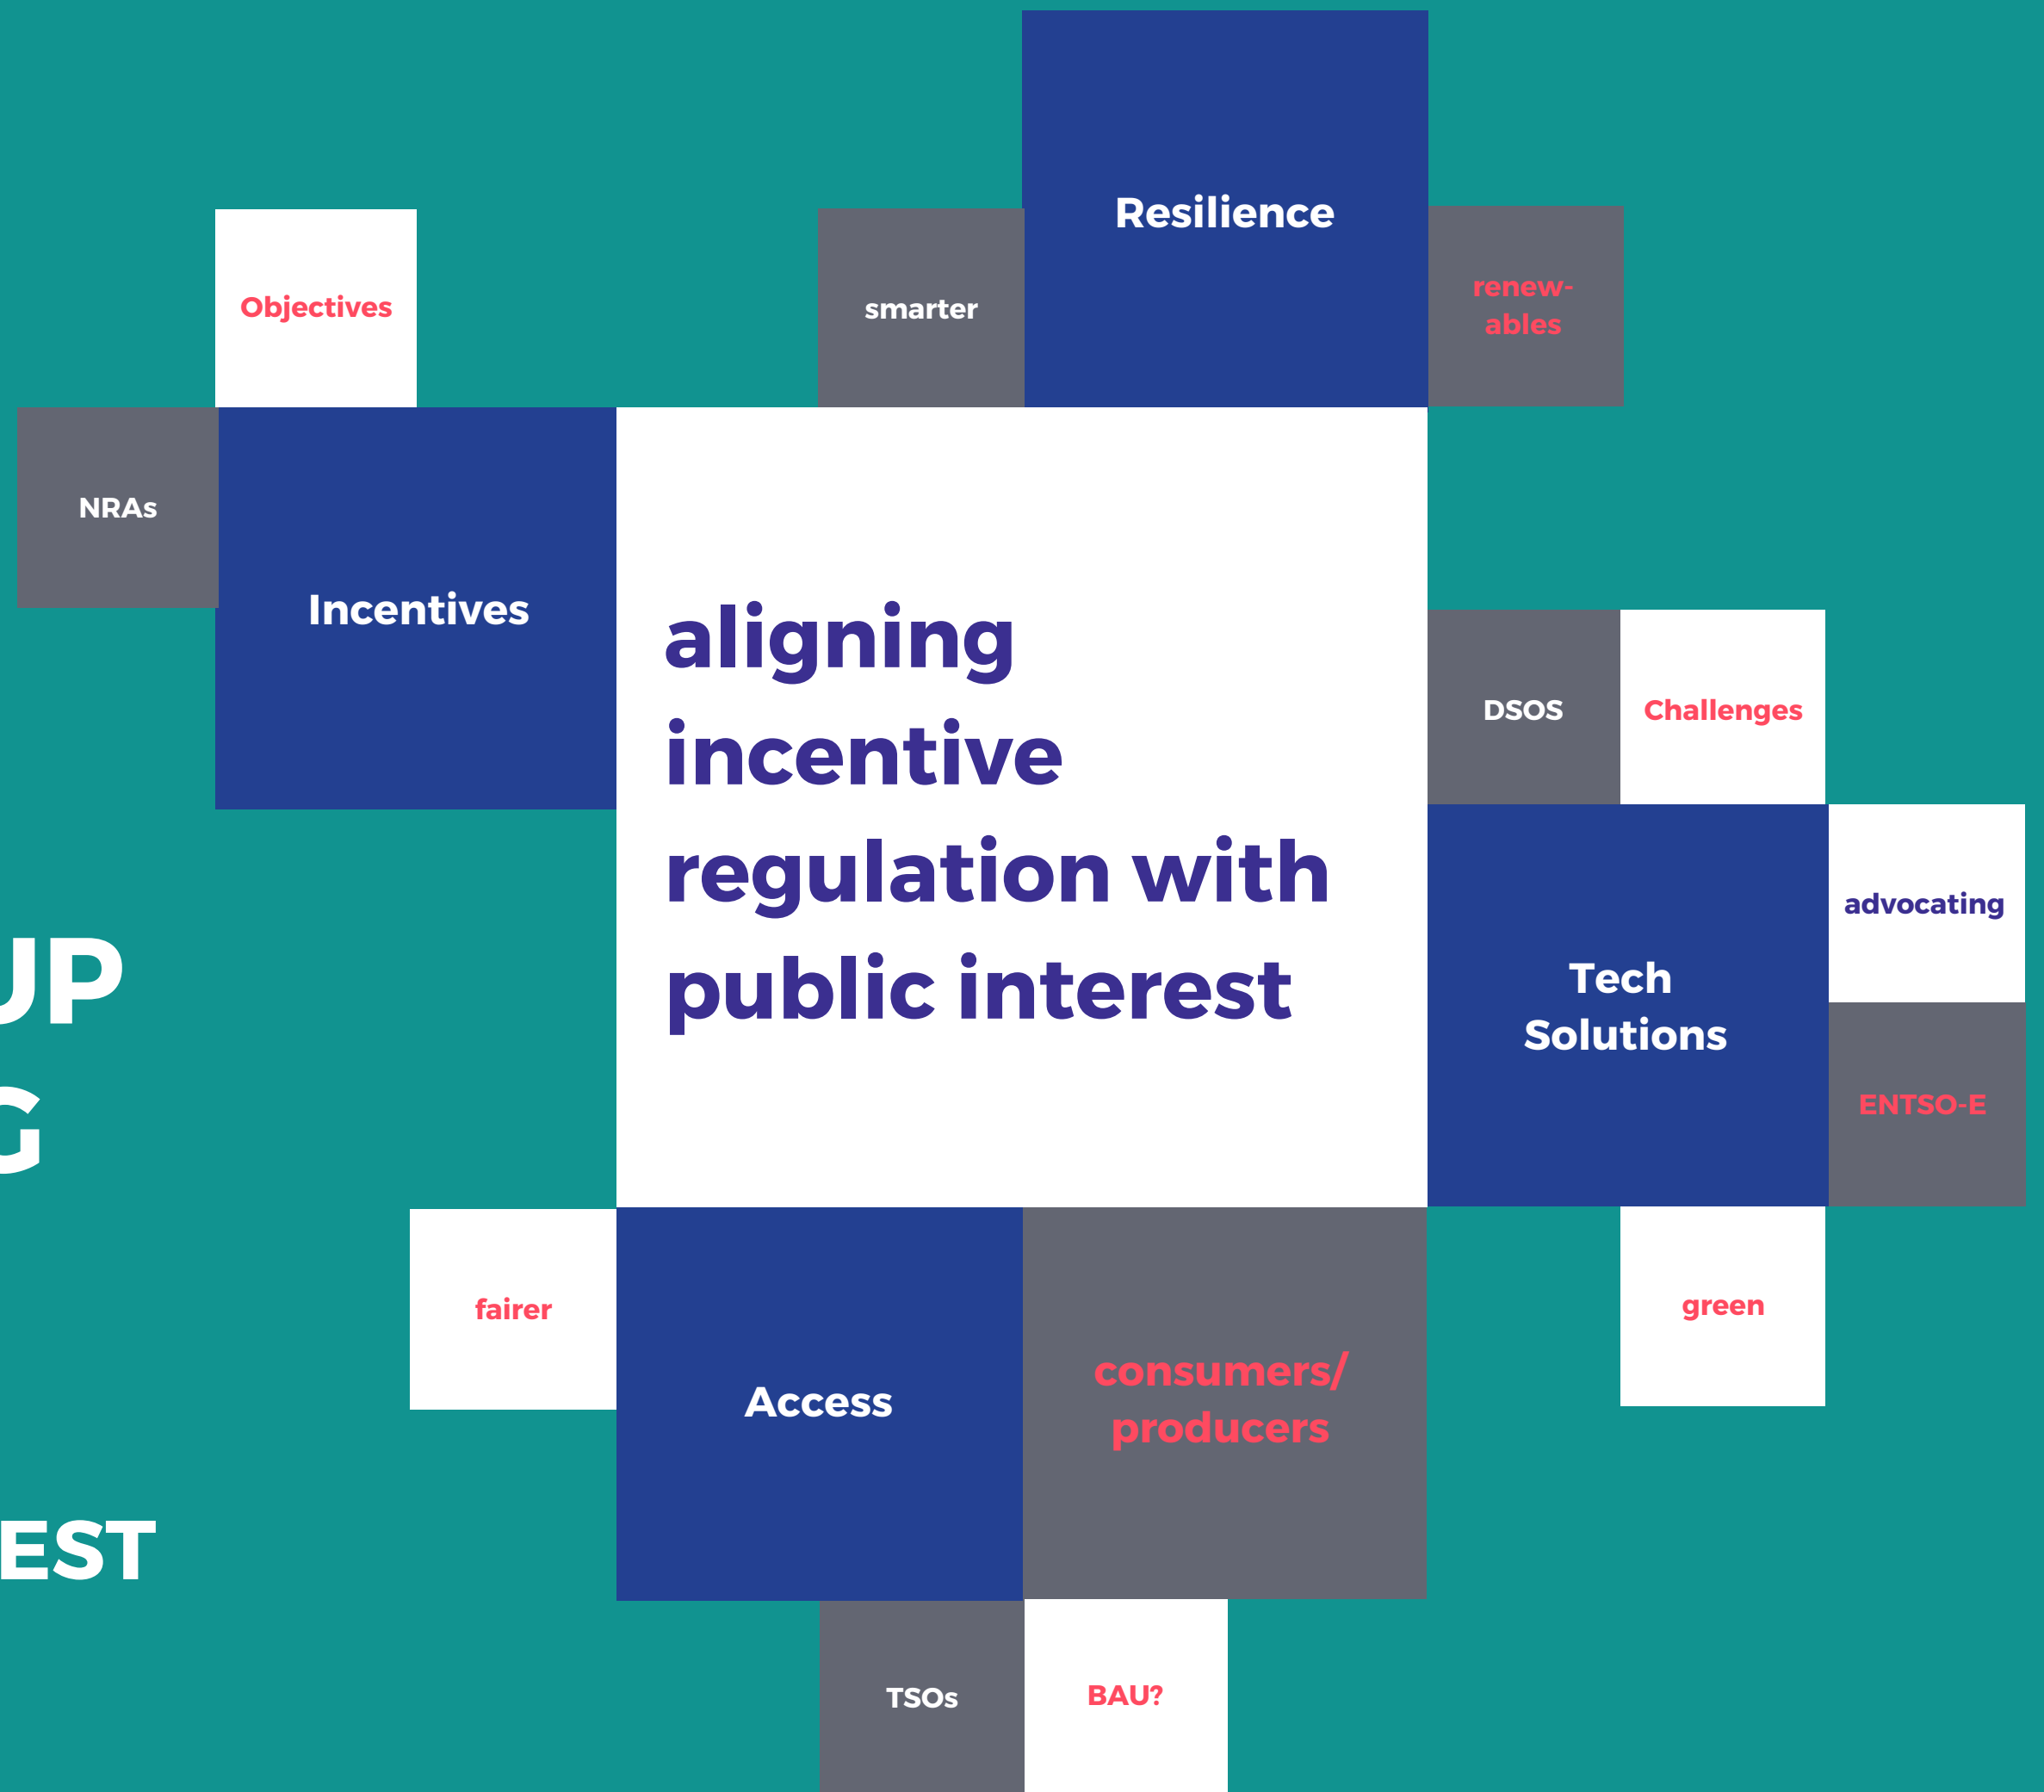 Resilience
Objectives
smarter
renew-
ables
NRAs
Incentives
aligning
incentive
regulation with
public interest
DSOS
Challenges
advocating
Tech
Solutions
ENTSO-E
UP
G
EST
fairer
Access
consumers/
producers
green
TSOs
BAU?